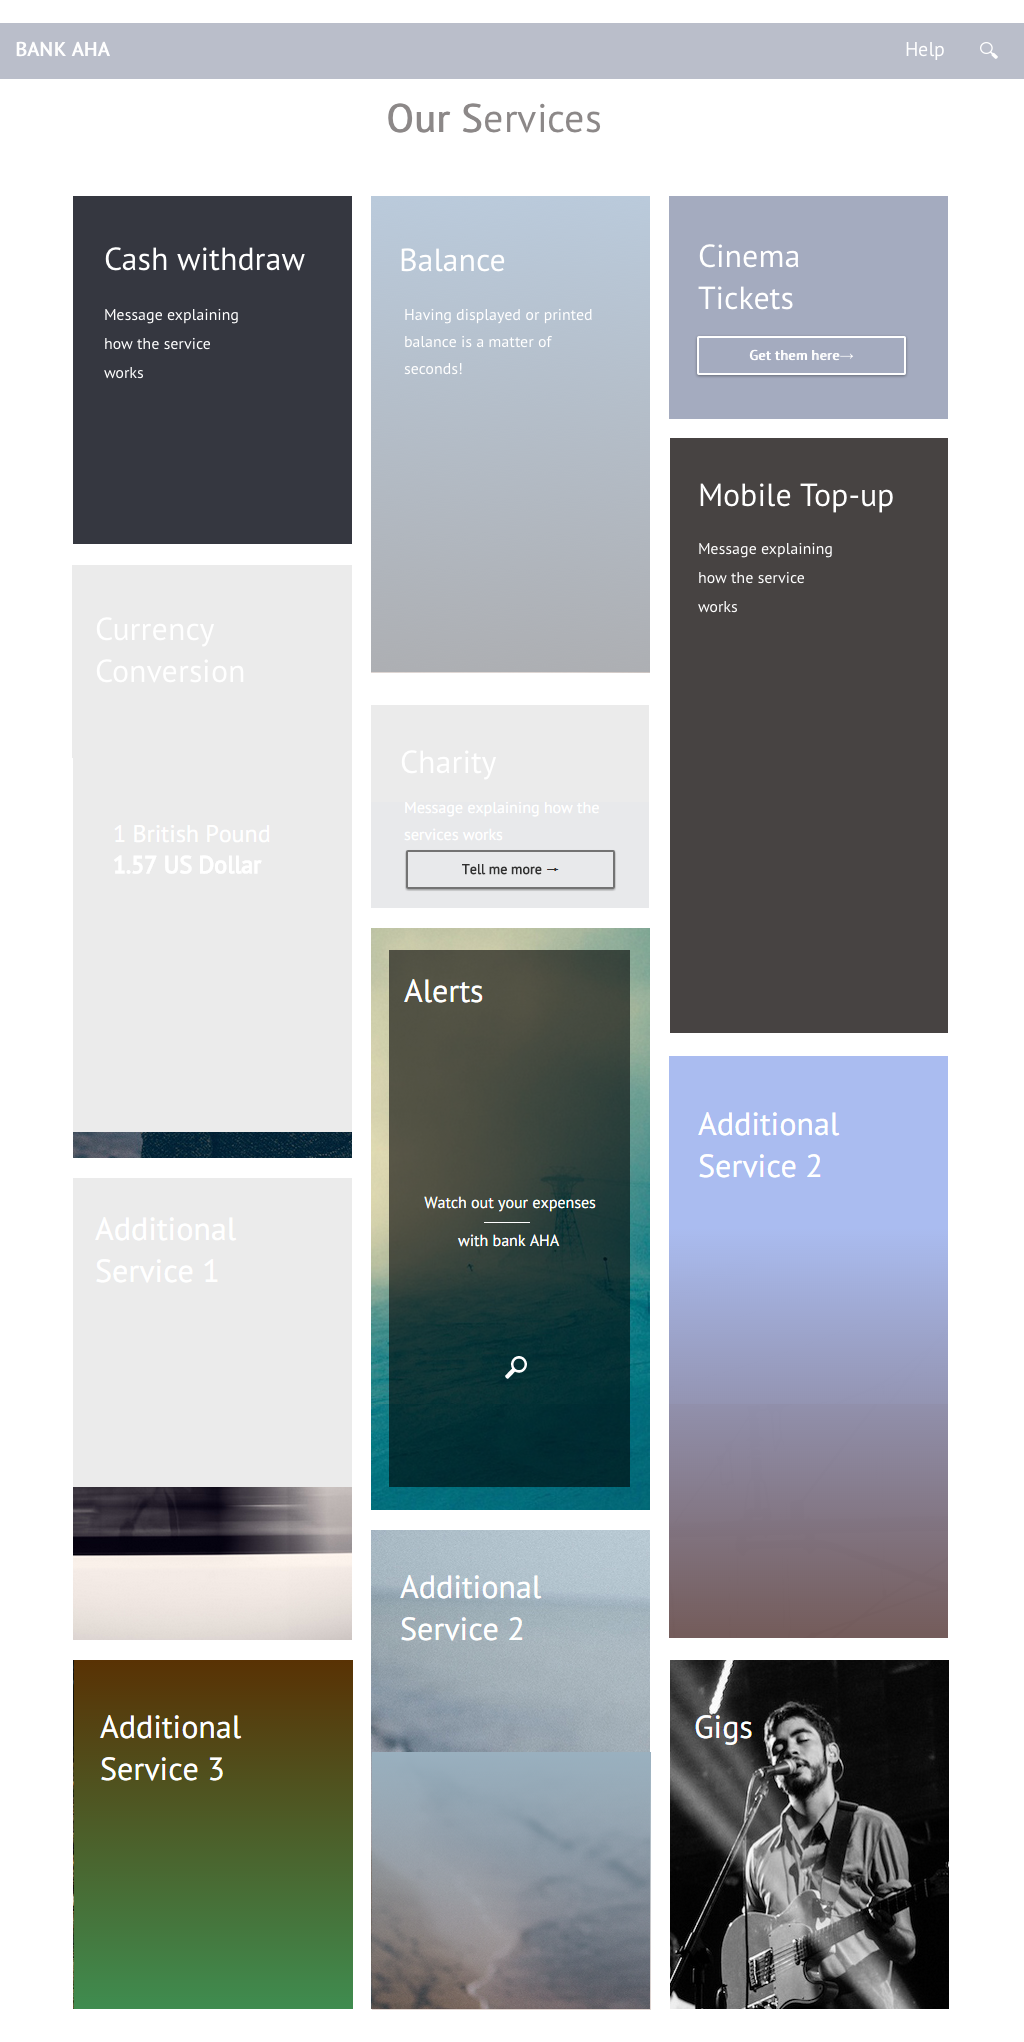 BANK AHA
Help
Our Services
Cash withdraw
Message explaining
how the service
works
Balance
Having displayed or printed
balance is a matter of
seconds!
Cinema
Tickets
Get them here→
Mobile Top-up
Message explaining
how the service
works
Currency
Conversion
1 British Pound
1.57 US Dollar
Charity
Message explaining how the
services works
Tell me more →
Alerts
Watch out your expenses
with bank AHA
Additional
Service 2
Additional
Service 1
Additional
Service 2
Additional
Service 3
Gigs